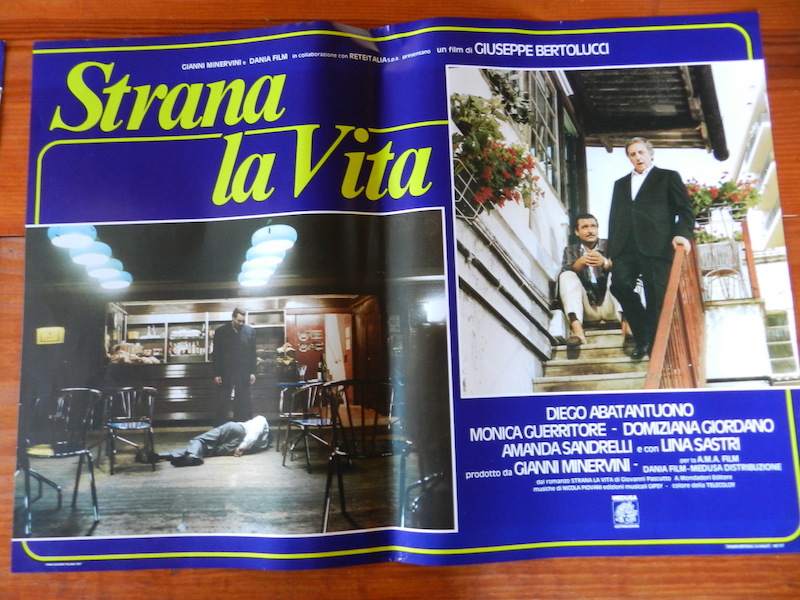 GIANNI MINERVINI e DANIA FILM in collaborazione con RETEITALIA s.p.a. presentano un film di GIUSEPPE BERTOLUCCI
Strana
la Vita
DIEGO ABATANTUONO
MONICA GUERRITORE - DOMIZIANA GIORDANO
AMANDA SANDRELLI e con LINA SASTRI
prodotto da GIANNI MINERVINI - per la A.M.A. FILM
DANIA FILM-MEDUSA DISTRIBUZIONE
dal romanzo STRANA LA VITA di Giovanni Pascutto A. Mondadori Editore
musiche di NICOLA PIOVANI edizioni musicali GIPSY - colore della TELECOLOR
MEDUSA
DISTRIBUZIONE